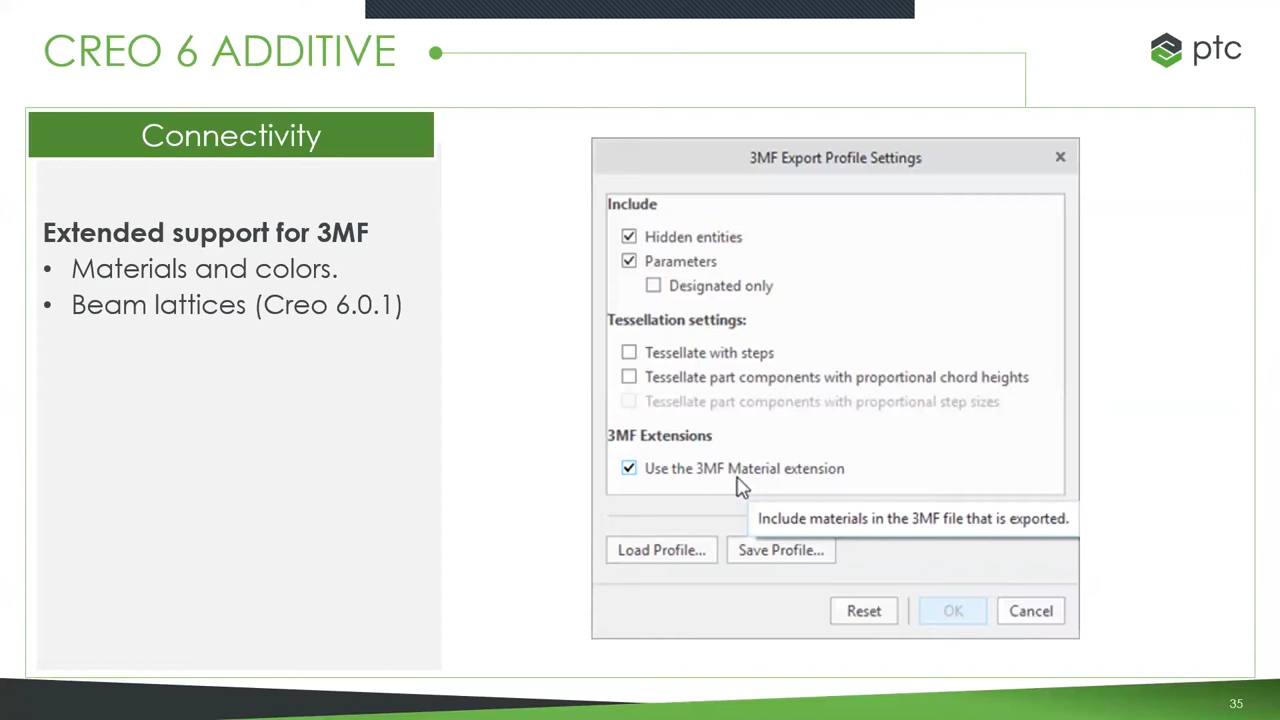 CREO 6 ADDITIVE
ptc
Connectivity
Extended support for 3MF
• Materials and colors.
• Beam lattices (Creo 6.0.1)
3MF Export Profile Settings
Include
Hidden entities
Parameters
Designated only
Tessellation settings:
Tessellate with steps
Tessellate part components with proportional chord heights
Tessellate part components with proportional step sizes
3MF Extensions
Use the 3MF Material extension
Include materials in the 3MF file that is exported.
Load Profile...
Save Profile...
Reset
OK
Cancel
35